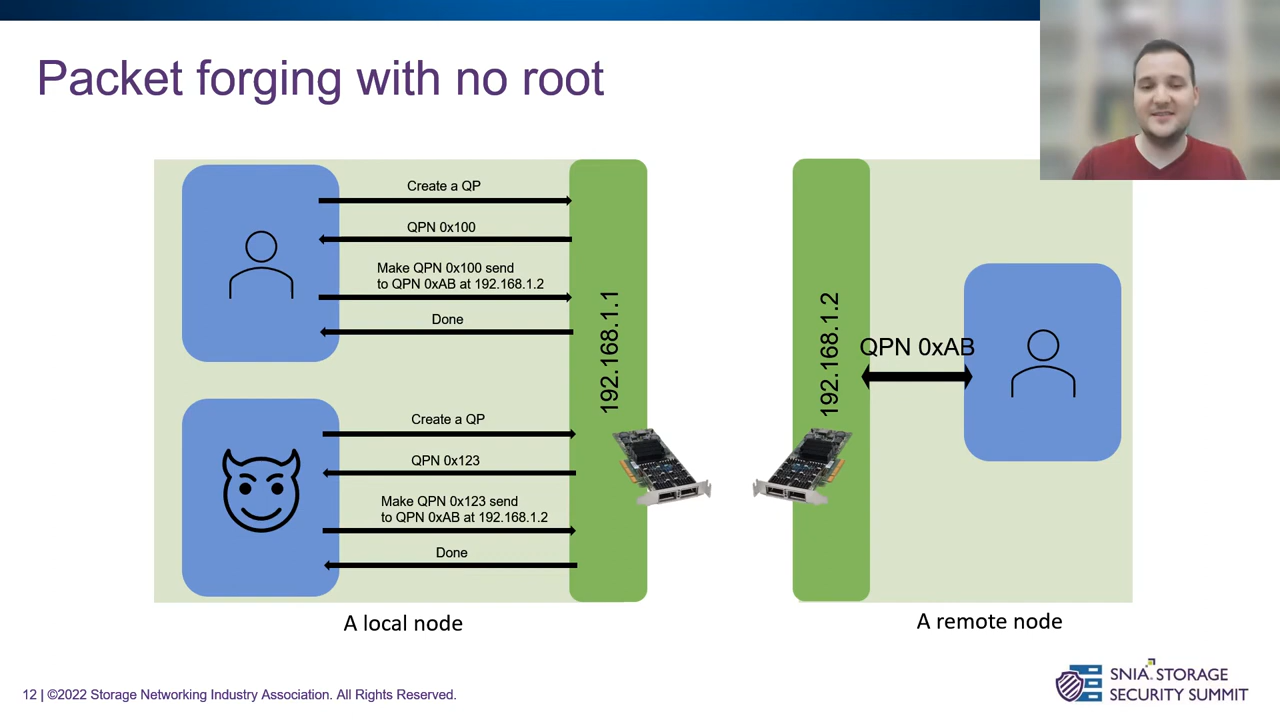 Packet forging with no root
Create a QP
QPN 0x100
Make QPN 0x100 send
to QPN 0xAB at 192.168.1.2
Done
192.168.1.1
192.168.1.2
QPN 0xAB
Create a QP
QPN 0x123
Make QPN 0x123 send
to QPN 0xAB at 192.168.1.2
Done
A local node
A remote node
12 | ©2022 Storage Networking Industry Association. All Rights Reserved.
SNIA. STORAGE
SECURITY SUMMIT